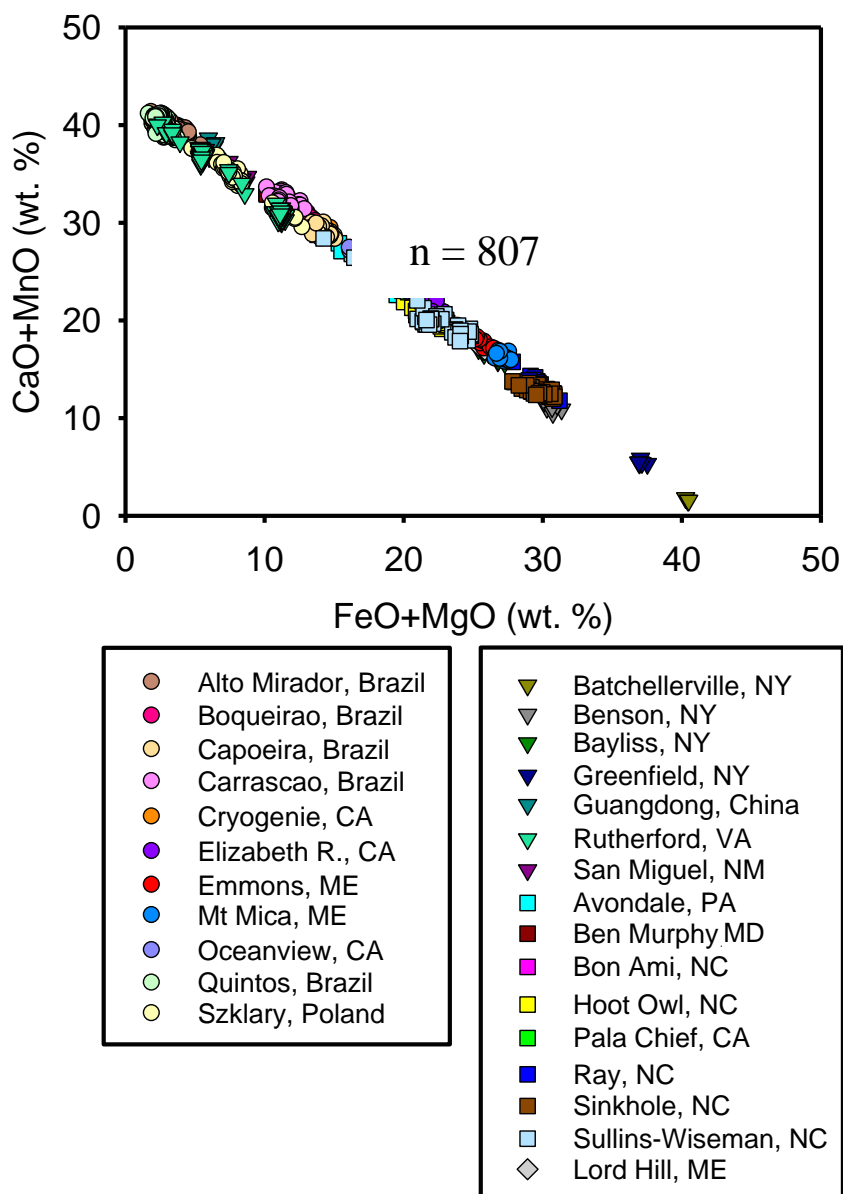 50
40
30
20
10
0
CaO+MnO (wt. %)
n = 807
0 10 20 30 40 50
FeO+MgO (wt. %)
Alto Mirador, Brazil
Boqueirao, Brazil
Capoeira, Brazil
Carrascao, Brazil
Cryogenie, CA
Elizabeth R., CA
Emmons, ME
Mt Mica, ME
Oceanview, CA
Quintos, Brazil
Szklary, Poland
Batchellerville, NY
Benson, NY
Bayliss, NY
Greenfield, NY
Guangdong, China
Rutherford, VA
San Miguel, NM
Avondale, PA
Ben Murphy MD
Bon Ami, NC
Hoot Owl, NC
Pala Chief, CA
Ray, NC
Sinkhole, NC
Sullins-Wiseman, NC
Lord Hill, ME